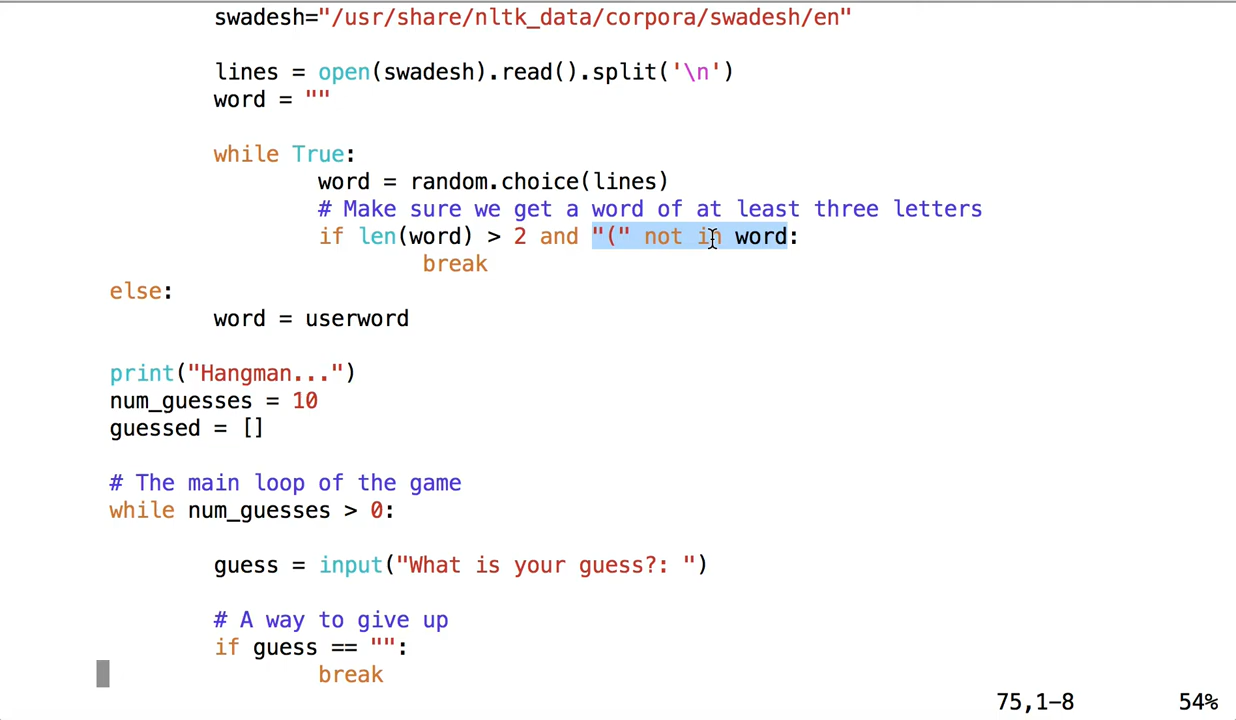 swadesh="/usr/share/nltk_data/corpora/swadesh/en"
lines = open(swadesh).read().split('\n')
word = ""
while True:
word = random.choice(lines)
# Make sure we get a word of at least three letters
if len(word) > 2 and "(" not in word:
break
else:
word = userword
print("Hangman...")
num_guesses = 10
guessed = []
# The main loop of the game
while num_guesses > 0:
guess = input("What is your guess?: ")
# A way to give up
if guess == "":
break
75,1-8 54%